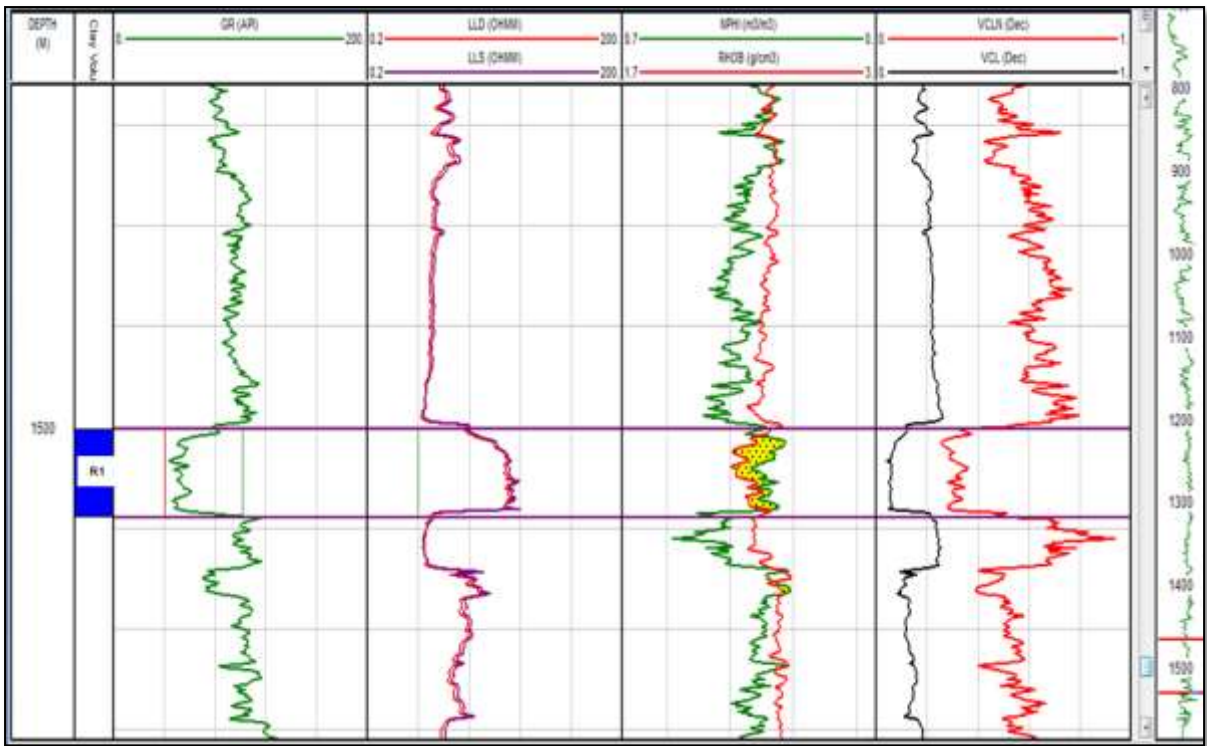 DEPTH (M)
Clay Volu
GR (API)
0. 200.
LLD (OHMM)
0.2 200.
LLS (OHMM)
0.2 200.
NPHI (m3/m3)
0.7 0.
RHOB (g/cm3)
1.7 3.
VCLN (Dec)
0. 1.
VCL (Dec)
0. 1.
800
900
1000
1100
1200
1300
1400
1500
1500
R1